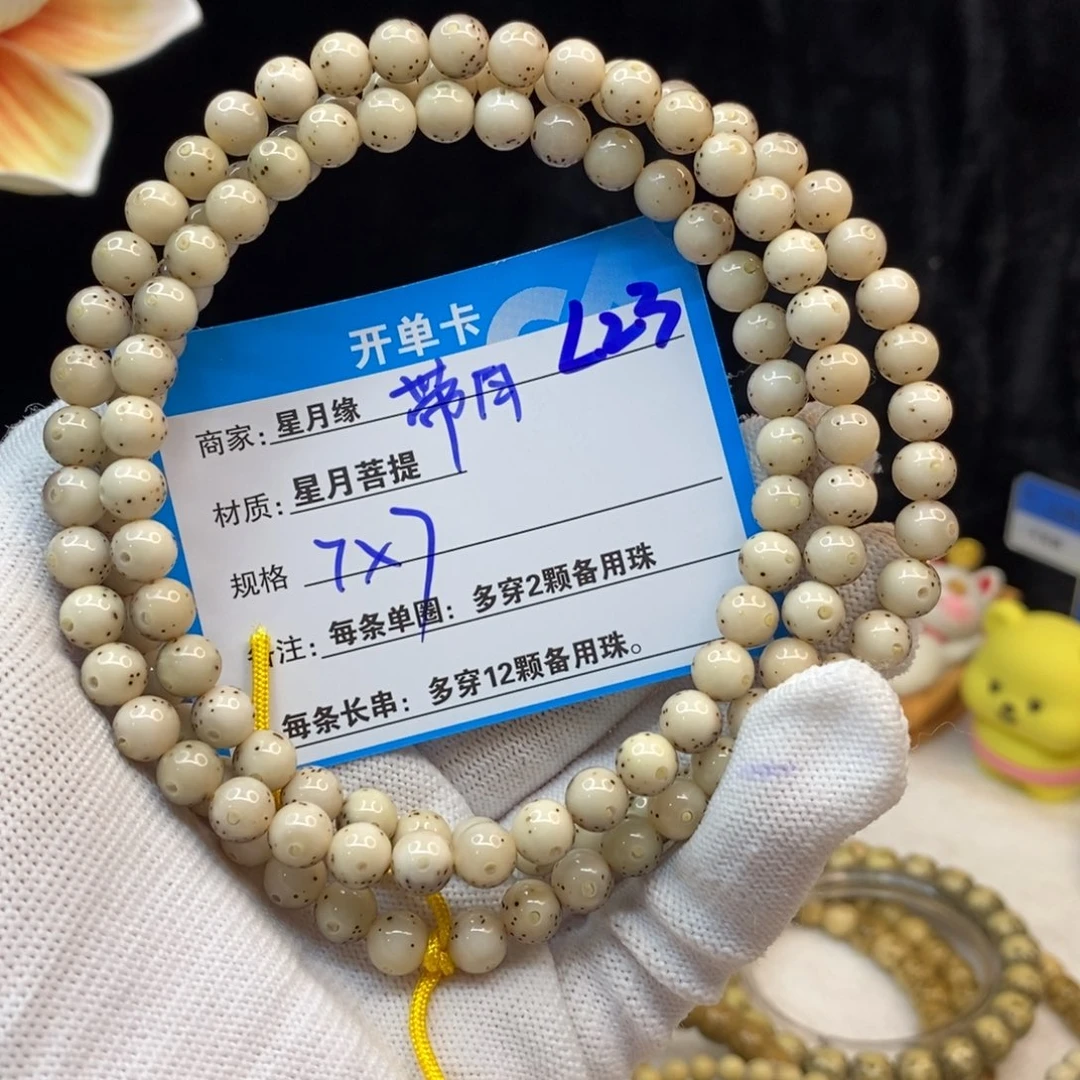 开单卡
L23
商家：星月缘 带月
材质：星月菩提
规格 7×7
备注：每条单圈：多穿2颗备用珠
每条长串：多穿12颗备用珠。